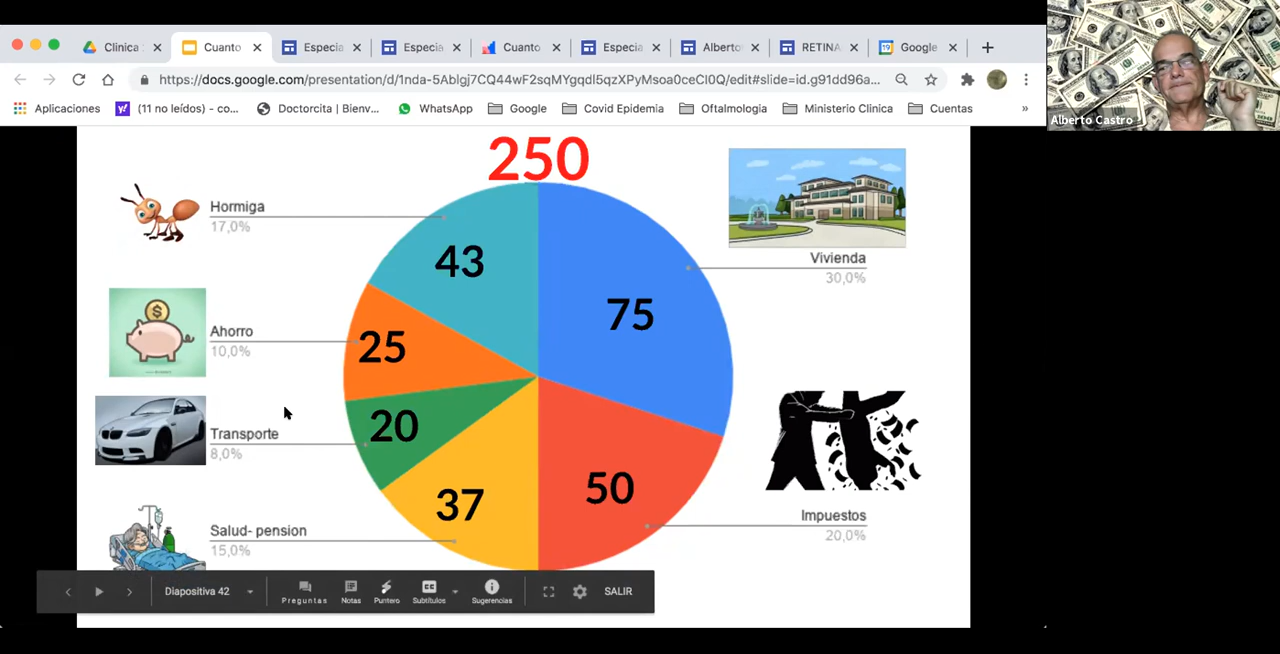 Clinica
Cuanto
Especia
Especia
Cuanto
Especia
Alberto
RETINA
Google
https://docs.google.com/presentation/d/1nda-5Ablgj7CQ44wF2sqMYgqdl5qzXPyMsoa0ceCl0Q/edit#slide=id.g91dd96a...
Aplicaciones
(11 no leídos) - co...
Doctorcita | Bienv...
WhatsApp
Google
Covid Epidemia
Oftalmologia
Ministerio Clinica
Cuentas
»
Alberto Castro
250
Hormiga
17,0%
43
75
Vivienda
30,0%
Ahorro
10,0%
25
Transporte
8,0%
20
Salud- pension
15,0%
37
50
Impuestos
20,0%
Diapositiva 42
Preguntas
Notas
Puntero
Subtítulos
Sugerencias
SALIR